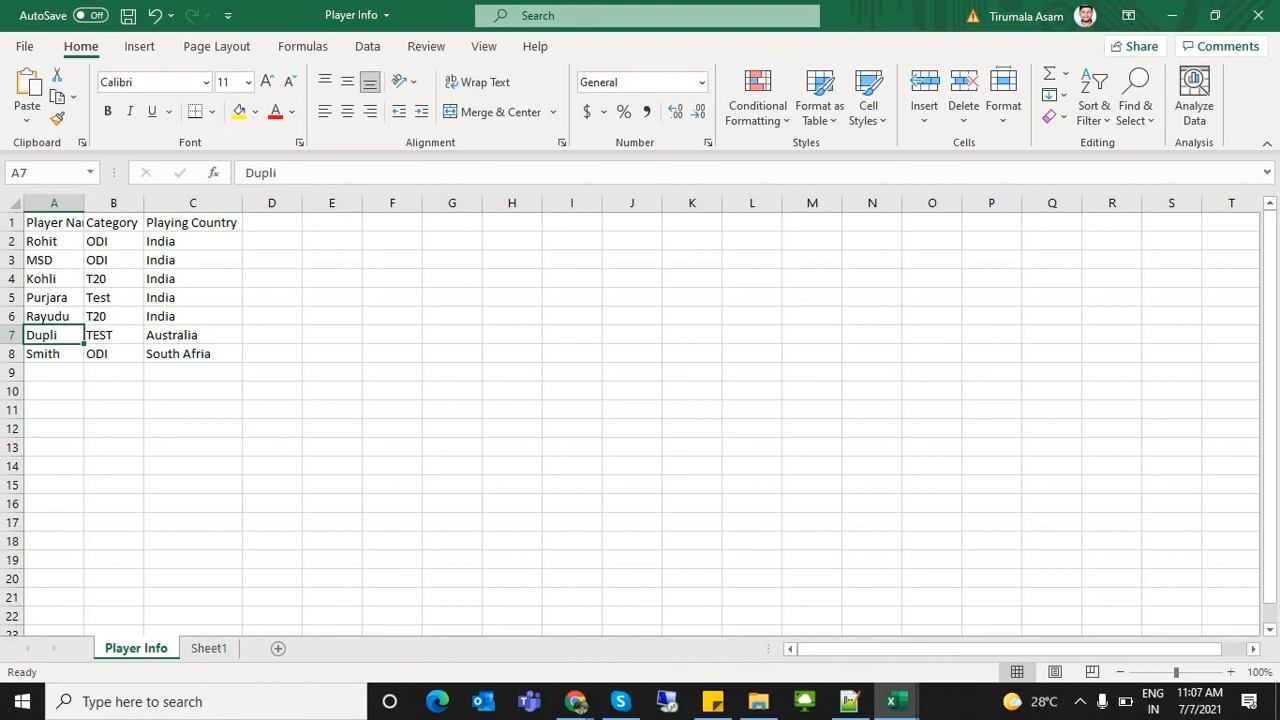 AutoSave Off Player Info Search Tirumala Asam
File Home Insert Page Layout Formulas Data Review View Help Share Comments
Paste Calibri 11 Wrap Text General Conditional Formatting Format as Table Cell Styles Insert Delete Format Sort & Filter Find & Select Analyze Data
B I U A Merge & Center $ % ,
Clipboard Font Alignment Number Styles Cells Editing Analysis
A7 fx Dupli
A B C D E F G H I J K L M N O P Q R S T
1 Player Na Category Playing Country
2 Rohit ODI India
3 MSD ODI India
4 Kohli T20 India
5 Purjara Test India
6 Rayudu T20 India
7 Dupli TEST Australia
8 Smith ODI South Afria
9
10
11
12
13
14
15
16
17
18
19
20
21
22
23
Player Info Sheet1
Ready 100%
Type here to search 28°C ENG IN 11:07 AM 7/7/2021